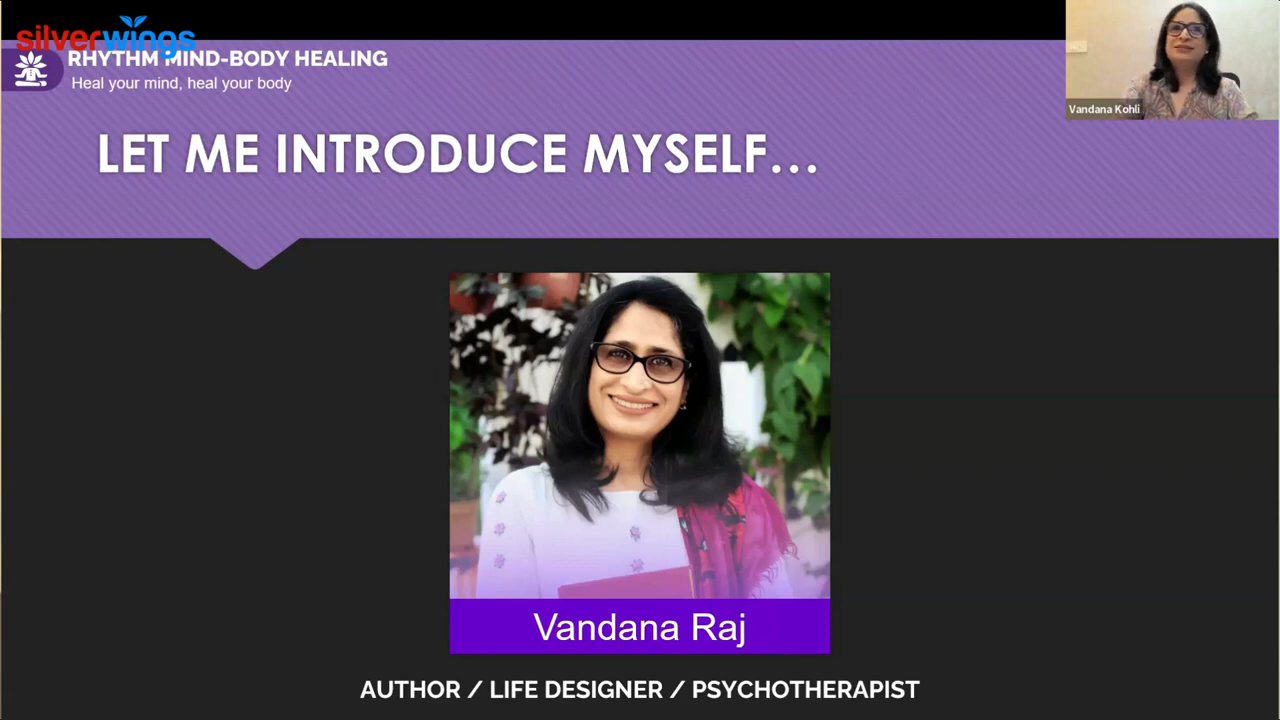 silverwings
RHYTHM MIND-BODY HEALING
Heal your mind, heal your body
Vandana Kohli
LET ME INTRODUCE MYSELF...
Vandana Raj
AUTHOR / LIFE DESIGNER / PSYCHOTHERAPIST